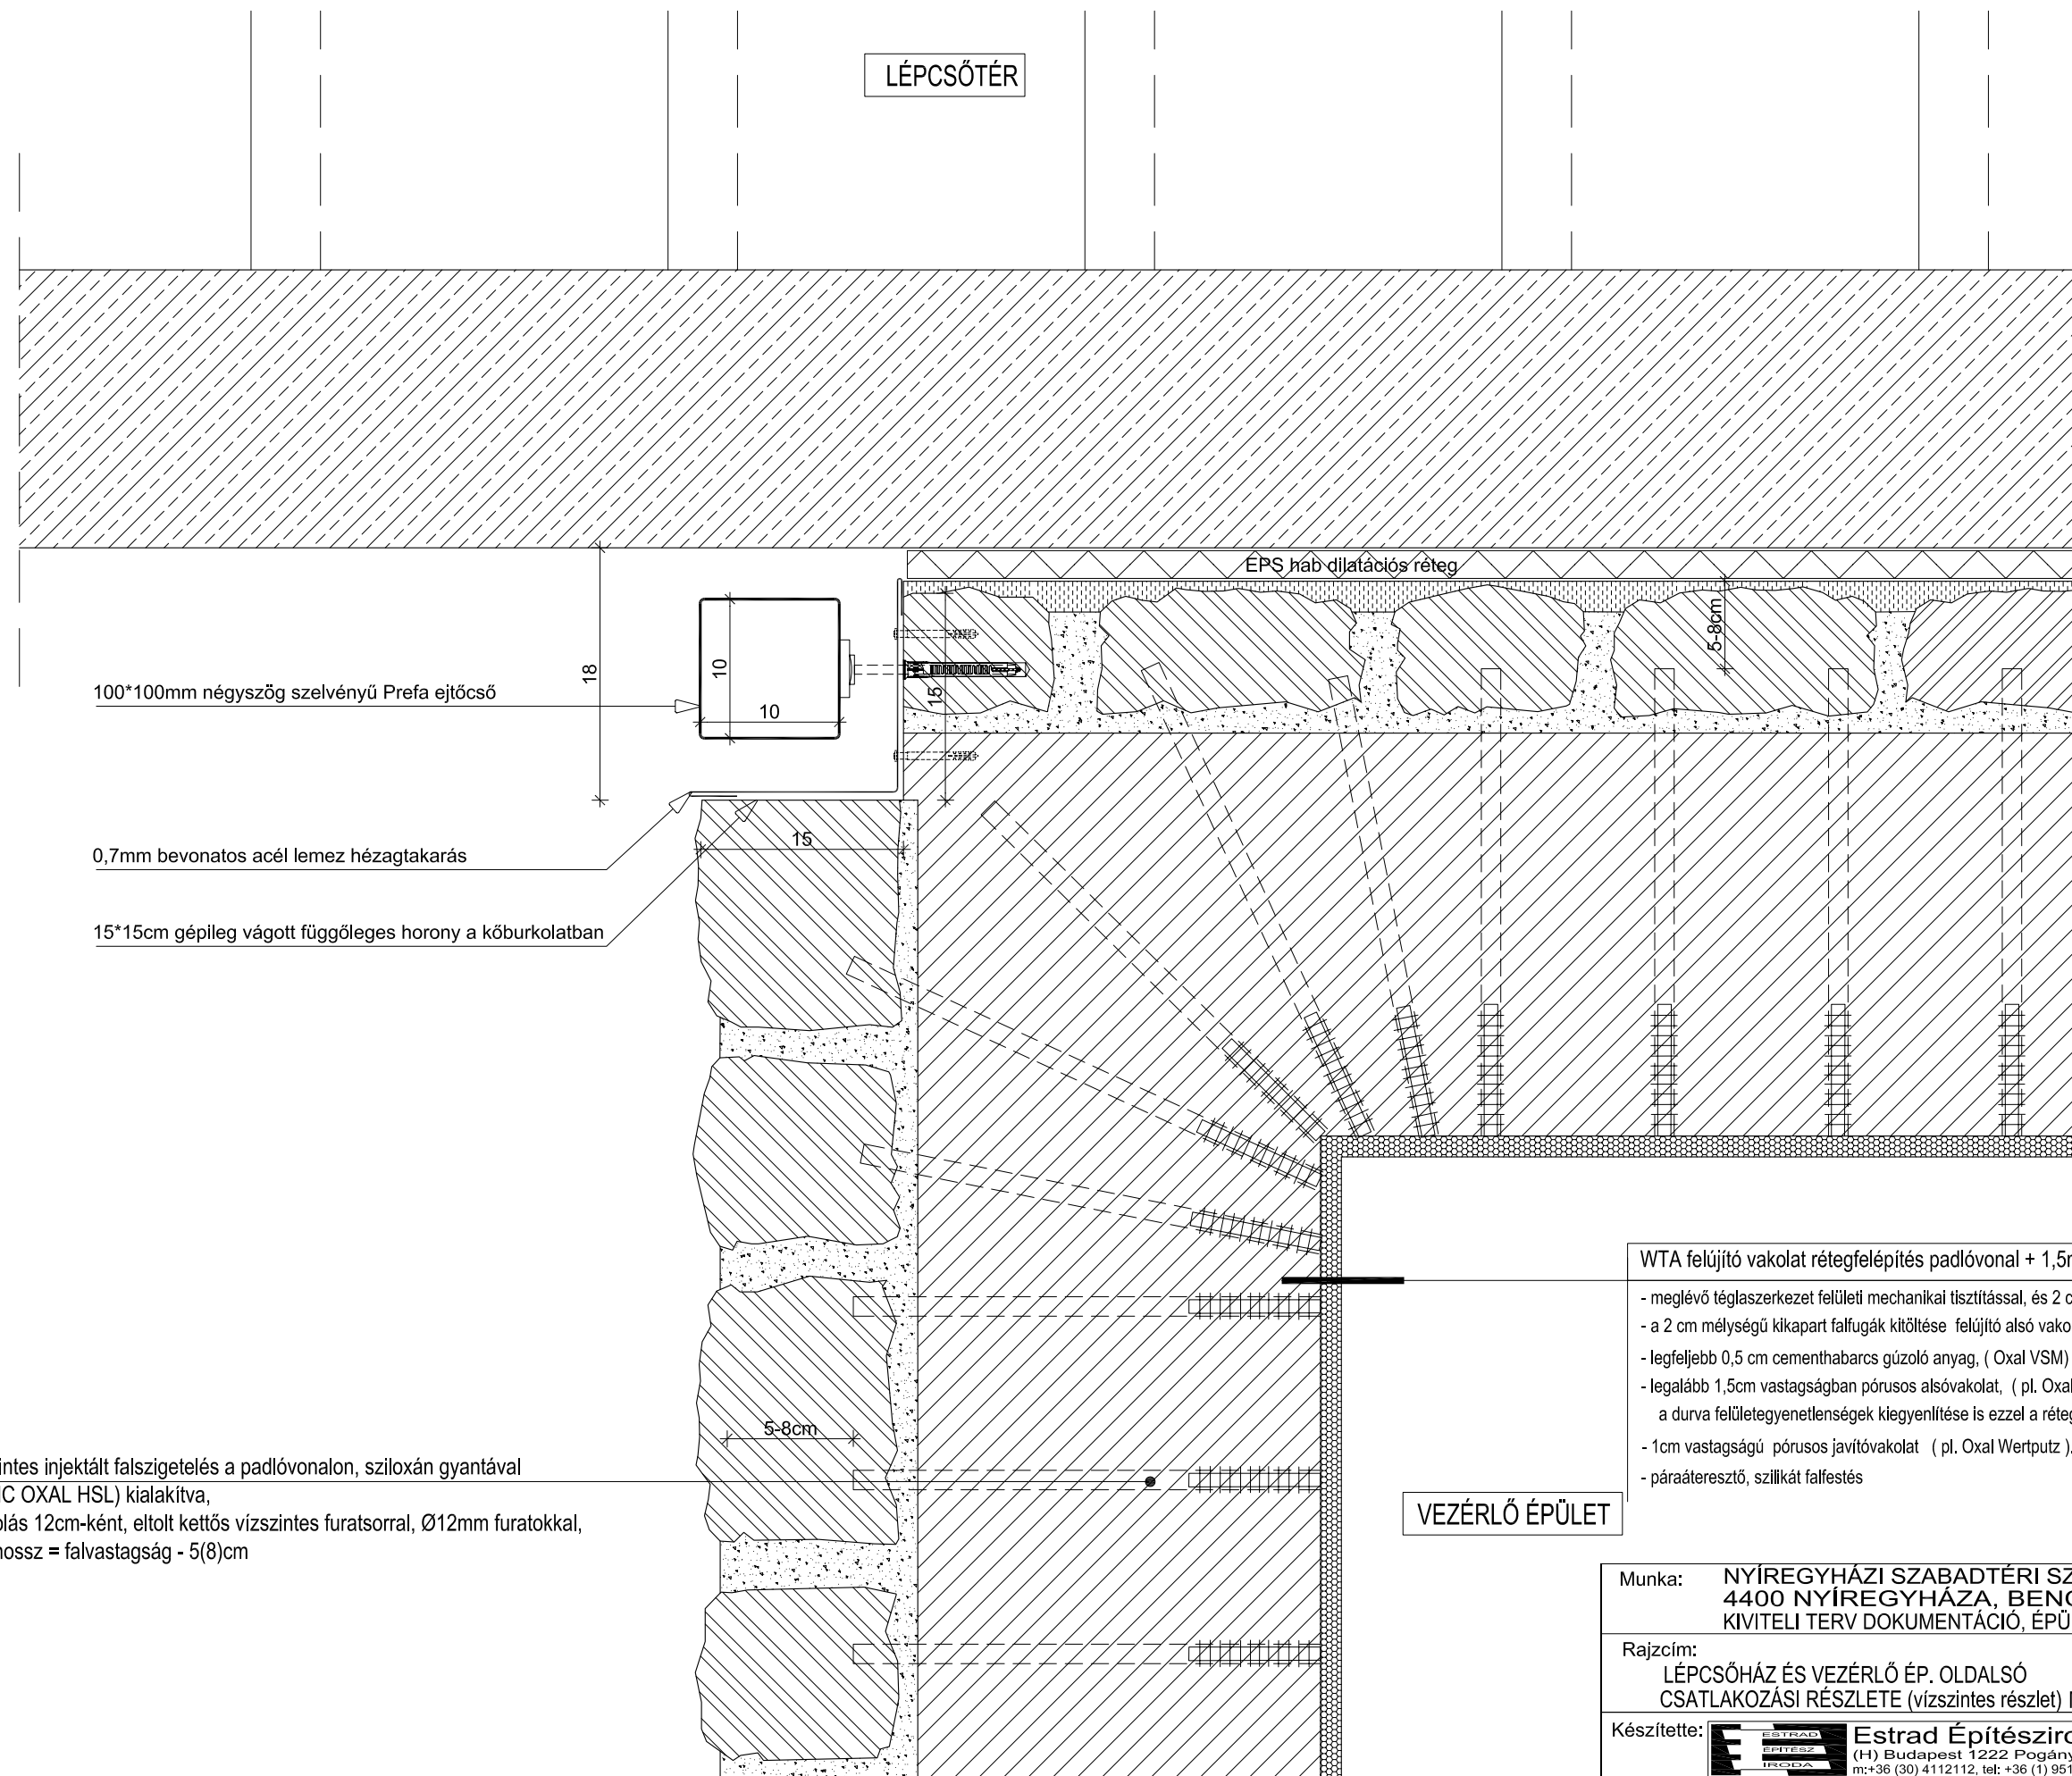 LÉPCSŐTÉR
EPS hab dilatációs réteg
5-8cm
18
10
10
15
100*100mm négyszög szelvényű Prefa ejtőcső
15
0,7mm bevonatos acél lemez hézagtakarás
15*15cm gépileg vágott függőleges horony a kőburkolatban
WTA felújító vakolat rétegfelépítés padlóvonal + 1,5
- meglévő téglaszerkezet felületi mechanikai tisztítással, és 2
- a 2 cm mélységű kikapart falfugák kitöltése felújító alsó vako
- legfeljebb 0,5 cm cementhabarcs gúzoló anyag, ( Oxal VSM)
- legalább 1,5cm vastagságban pórusos alsóvakolat, ( pl. Oxal
a durva felületegyenetlenségek kiegyenlítése is ezzel a réteg
- 1cm vastagságú pórusos javítóvakolat ( pl. Oxal Wertputz ),
- páraáteresztő, szilikát falfestés
5-8cm
intes injektált falszigetelés a padlóvonalon, sziloxán gyantával
C OXAL HSL) kialakítva,
lás 12cm-ként, eltolt kettős vízszintes furatsorral, Ø12mm furatokkal,
hossz = falvastagság - 5(8)cm
VEZÉRLŐ ÉPÜLET
Munka: NYÍREGYHÁZI SZABADTÉRI SZ
4400 NYÍREGYHÁZA, BENC
KIVITELI TERV DOKUMENTÁCIÓ, ÉPÜ
Rajzcím:
LÉPCSŐHÁZ ÉS VEZÉRLŐ ÉP. OLDALSÓ
CSATLAKOZÁSI RÉSZLETE (vízszintes részlet)
Készítette: ESTRAD ÉPÍTÉSZ IRODA
Estrad Építésziro
(H) Budapest 1222 Pogány
m:+36 (30) 4112112, tel: +36 (1) 95